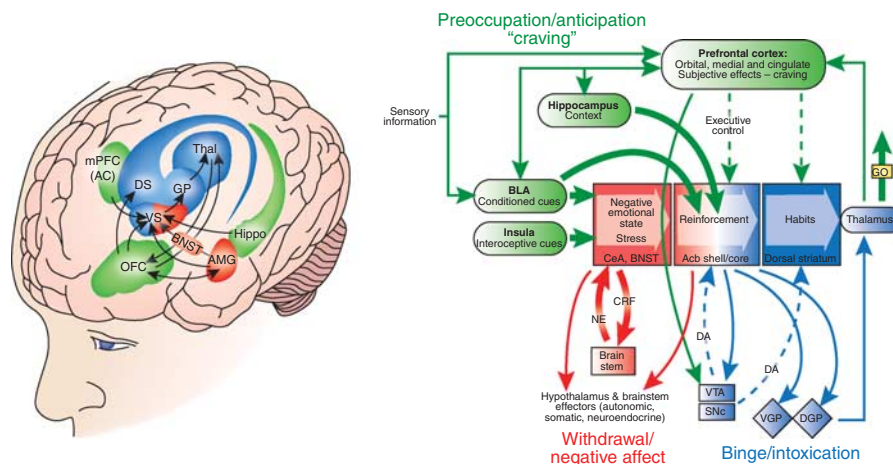 Preoccupation/anticipation
“craving”
Prefrontal cortex:
Orbital, medial and cingulate
Subjective effects – craving
Sensory
information
Hippocampus
Context
Executive
control
GO
BLA
Conditioned cues
Insula
Interoceptive cues
Negative
emotional
state
Stress
CeA, BNST
Reinforcement
Acb shell/core
Habits
Dorsal striatum
Thalamus
NE
CRF
Brain
stem
DA
DA
VTA
SNc
VGP
DGP
Hypothalamus & brainstem
effectors (autonomic,
somatic, neuroendocrine)
Withdrawal/
negative affect
Binge/intoxication
mPFC
(AC)
Thal
DS
GP
VS
BNST
Hippo
OFC
AMG